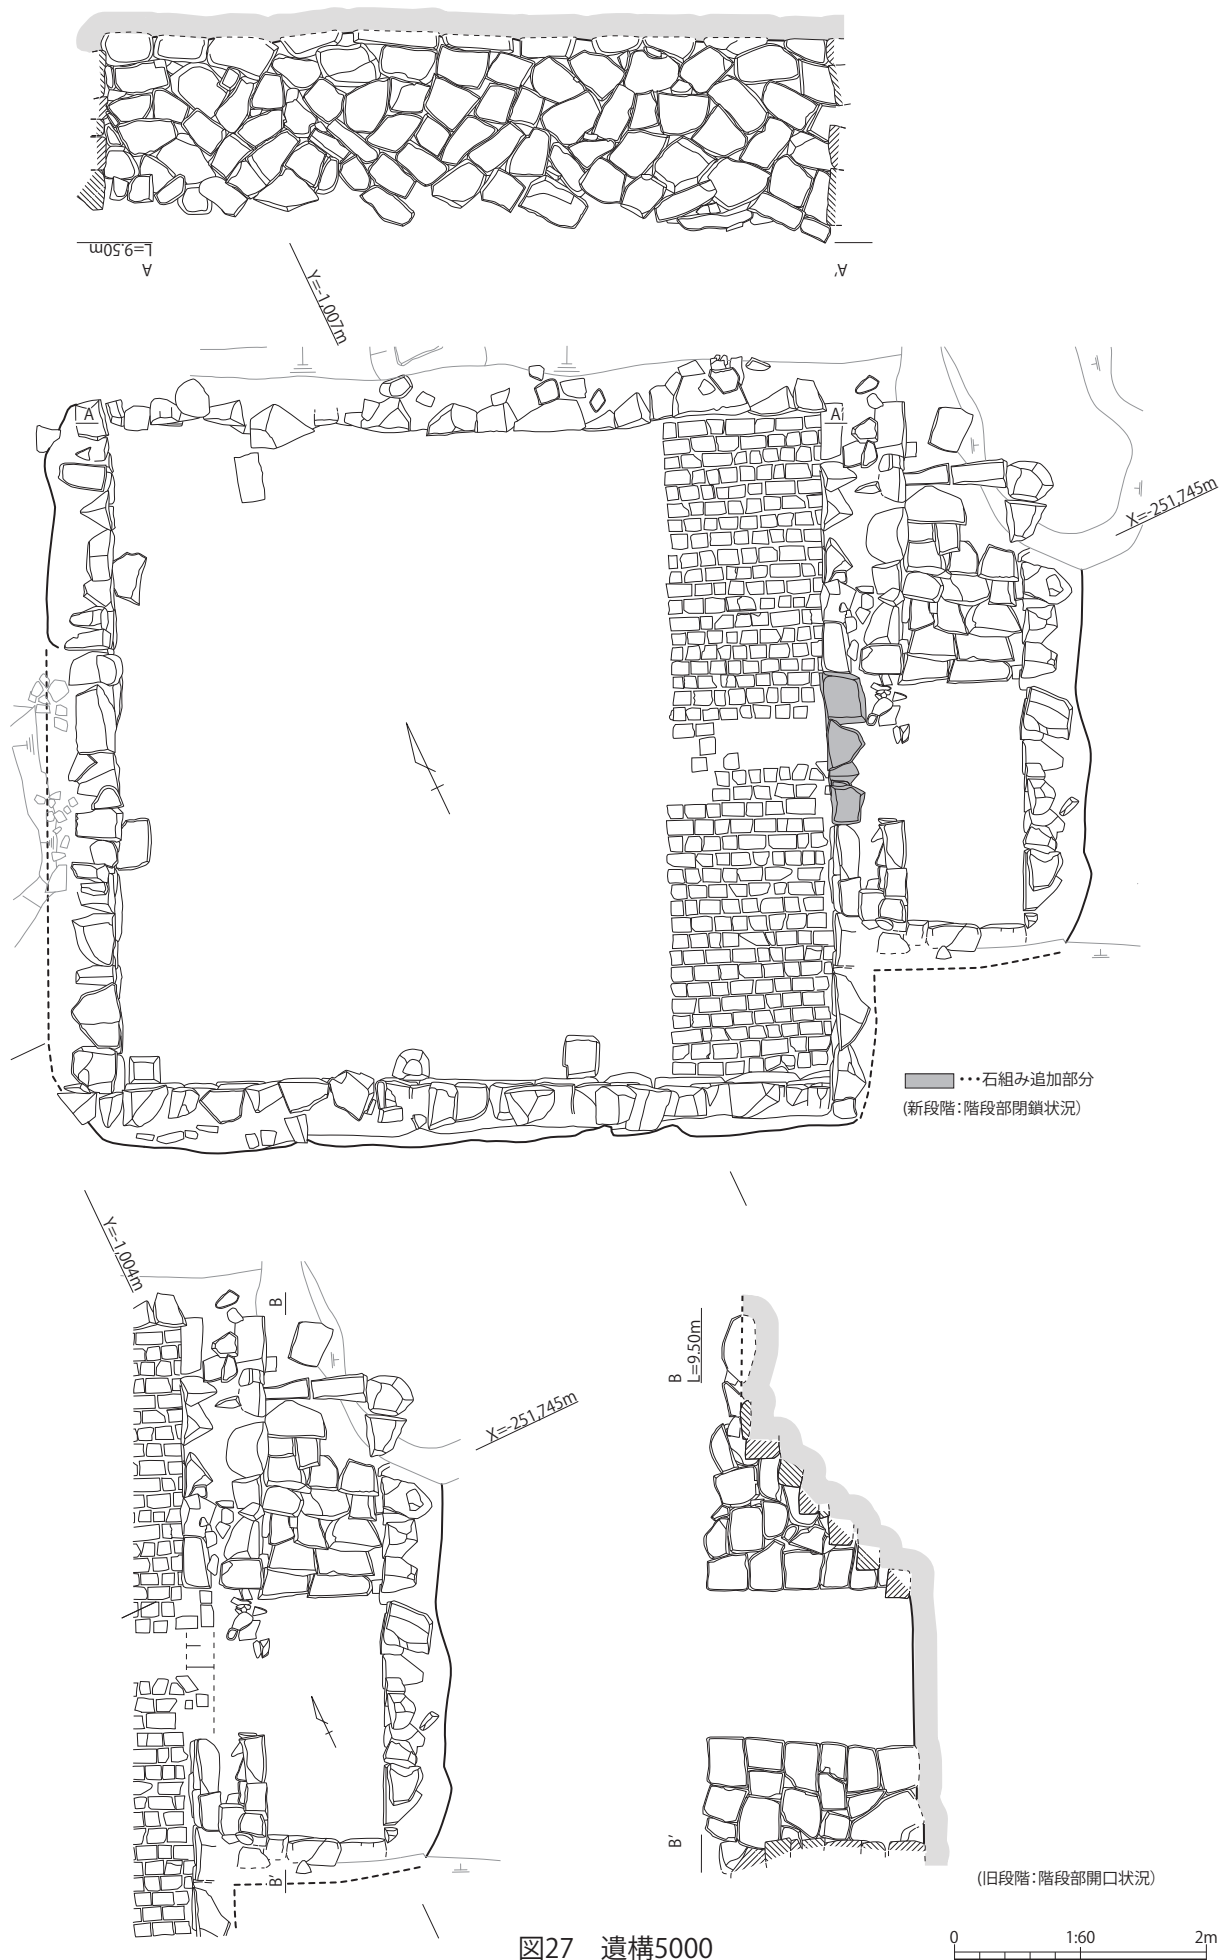 L=9.50m
A
A'
Y=-1,007m
A
A'
X=-251,745m
･･･石組み追加部分
(新段階：階段部閉鎖状況)
Y=-1,004m
B
X=-251,745m
B'
B
L=9.50m
B'
(旧段階：階段部開口状況)
0 1:60 2m
図27　遺構5000